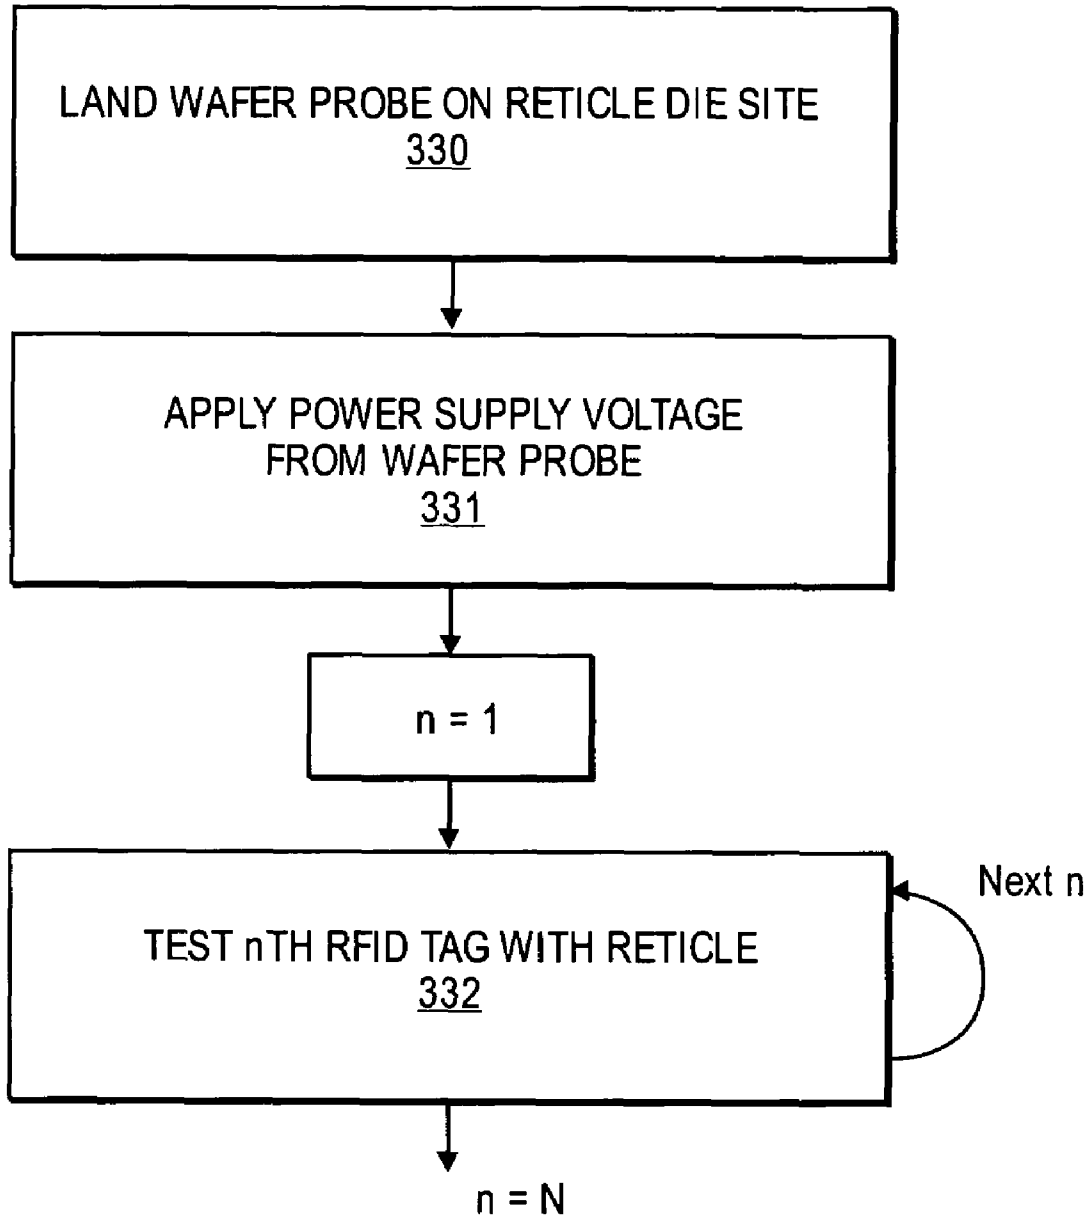 LAND WAFER PROBE ON RETICLE DIE SITE
330
APPLY POWER SUPPLY VOLTAGE
FROM WAFER PROBE
331
n = 1
Next n
TEST nTH RFID TAG WITH RETICLE
332
n = N